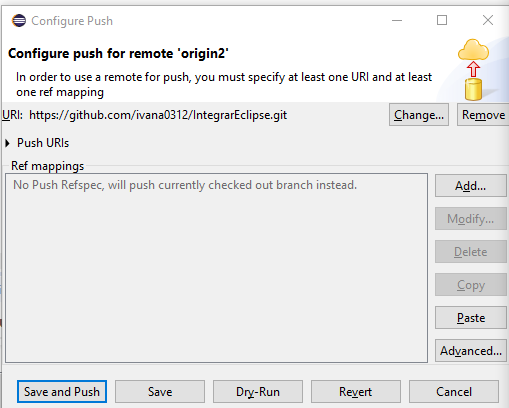 Configure Push
Configure push for remote 'origin2'
In order to use a remote for push, you must specify at least one URI and at least
one ref mapping
URI: https://github.com/ivana0312/IntegrarEclipse.git
Change...
Remove
Push URIs
Ref mappings
No Push Refspec, will push currently checked out branch instead.
Add...
Modify...
Delete
Copy
Paste
Advanced...
Save and Push
Save
Dry-Run
Revert
Cancel